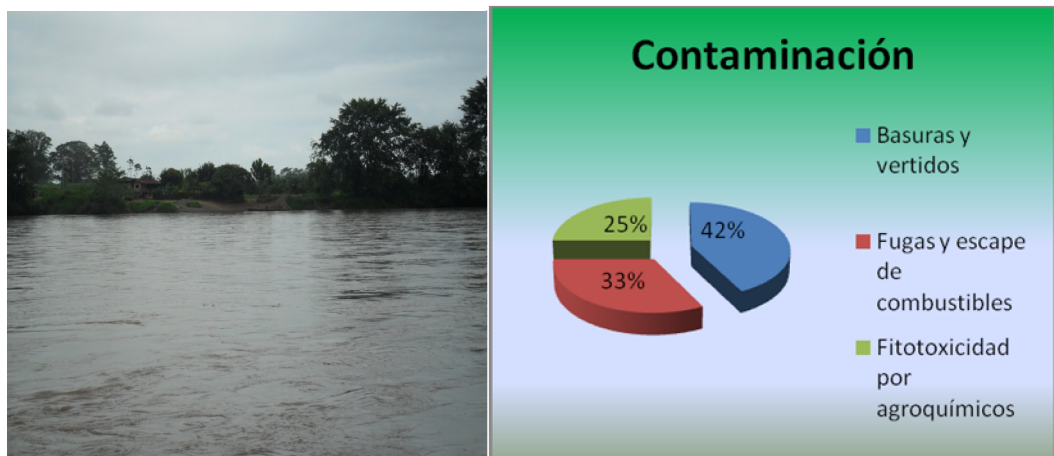 Contaminación
Basuras y
vertidos
25%
42%
33%
Fugas y escape
de
combustibles
Fitotoxicidad
por
agroquímicos